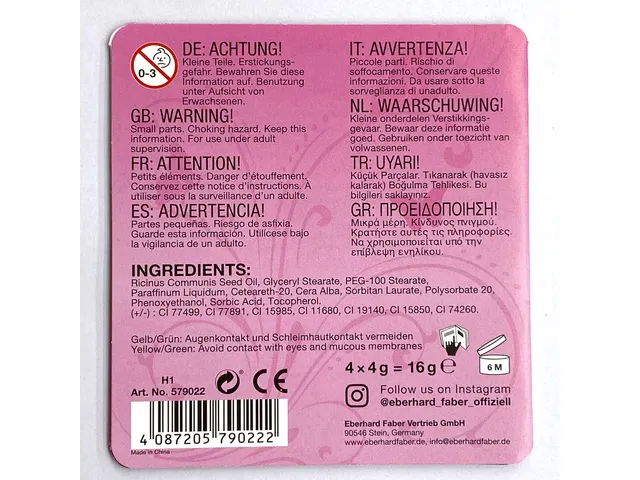 0-3
DE: ACHTUNG!
Kleine Teile. Erstickungs-
gefahr. Bewahren Sie diese
Information auf. Benutzung
unter Aufsicht von
Erwachsenen.
GB: WARNING!
Small parts. Choking hazard. Keep this
information. For use under adult
supervision.
FR: ATTENTION!
Petits éléments. Danger d'étouffement.
Conservez cette notice d'instructions. À
utiliser sous la surveillance d'un adulte.
ES: ADVERTENCIA!
Partes pequeñas. Riesgo de asfixia.
Guarde esta información. Utilícese bajo
la vigilancia de un adulto.
IT: AVVERTENZA!
Piccole parti. Rischio di
soffocamento. Conservare queste
informazioni. Da usare sotto la
sorveglianza di un'adulto.
NL: WAARSCHUWING!
Kleine onderdelen Verstikkings-
gevaar. Bewaar deze informatie
goed. Gebruiken onder toezicht van
volwassenen.
TR: UYARI!
Küçük Parçalar. Tıkanarak (havasız
kalarak) Boğulma Tehlikesi. Bu
bilgileri saklayınız.
GR: ΠΡΟΕΙΔΟΠΟΙΗΣΗ!
Μικρά μέρη. Κίνδυνος πνιγμού.
Κρατήστε αυτές τις πληροφορίες.
Να χρησιμοποιείται υπό την
επίβλεψη ενηλίκου.
INGREDIENTS:
Ricinus Communis Seed Oil, Glyceryl Stearate, PEG-100 Stearate,
Paraffinum Liquidum, Ceteareth-20, Cera Alba, Sorbitan Laurate, Polysorbate 20,
Phenoxyethanol, Sorbic Acid, Tocopherol.
(+/-) : CI 77499, CI 77891, CI 15985, CI 11680, CI 19140, CI 15850, CI 74260.
Gelb/Grün: Augenkontakt und Schleimhautkontakt vermeiden
Yellow/Green: Avoid contact with eyes and mucous membranes
4 x 4g = 16g ℮
6 M
H1
Art. No. 579022
CE
Follow us on Instagram
@eberhard_faber_offiziell
4 087205 790222
Made in China
Eberhard Faber Vertrieb GmbH
90546 Stein, Germany
www.eberhardfaber.de, info@eberhardfaber.de